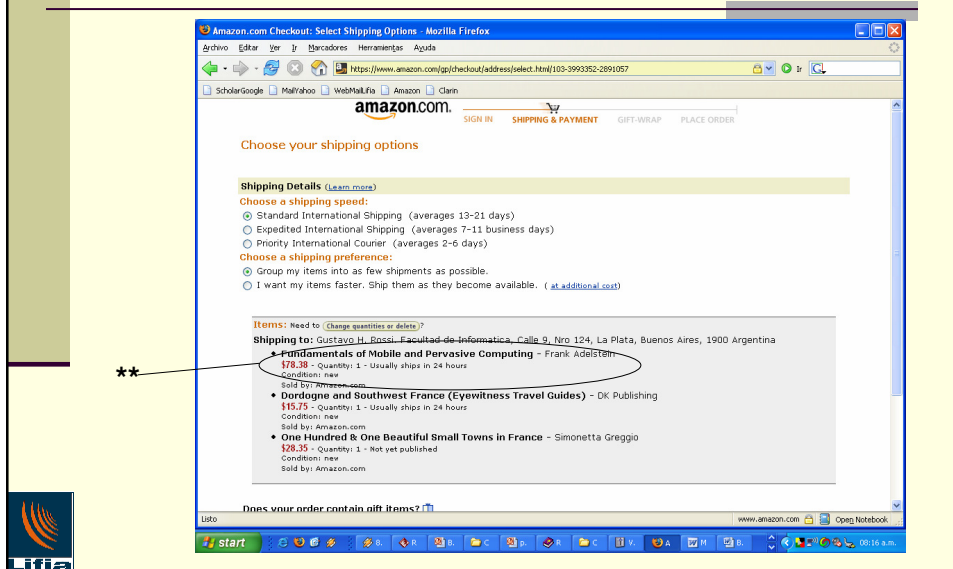 Amazon.com Checkout: Select Shipping Options - Mozilla Firefox
Archivo Editar Ver Ir Marcadores Herramientas Ayuda
https://www.amazon.com/gp/checkout/address/select.html/103-3993352-2891057 Ir
ScholarGoogle MailYahoo WebMailLifia Amazon Clarin
amazon.com.
SIGN IN SHIPPING & PAYMENT GIFT-WRAP PLACE ORDER
Choose your shipping options
Shipping Details (Learn more)
Choose a shipping speed:
Standard International Shipping (averages 13-21 days)
Expedited International Shipping (averages 7-11 business days)
Priority International Courier (averages 2-6 days)
Choose a shipping preference:
Group my items into as few shipments as possible.
I want my items faster. Ship them as they become available. ( at additional cost)
Items: Need to Change quantities or delete ?
Shipping to: Gustavo H. Rossi, Facultad de Informatica, Calle 9, Nro 124, La Plata, Buenos Aires, 1900 Argentina
Fundamentals of Mobile and Pervasive Computing - Frank Adelstein
$78.38 - Quantity: 1 - Usually ships in 24 hours
**
Condition: new
Sold by: Amazon.com
Dordogne and Southwest France (Eyewitness Travel Guides) - DK Publishing
$15.75 - Quantity: 1 - Usually ships in 24 hours
Condition: new
Sold by: Amazon.com
One Hundred & One Beautiful Small Towns in France - Simonetta Greggio
$28.35 - Quantity: 1 - Not yet published
Condition: new
Sold by: Amazon.com
Does your order contain gift items?
Listo www.amazon.com Open Notebook
start 8. R B. C p. R C V. A M B. 08:16 a.m.
Lifia